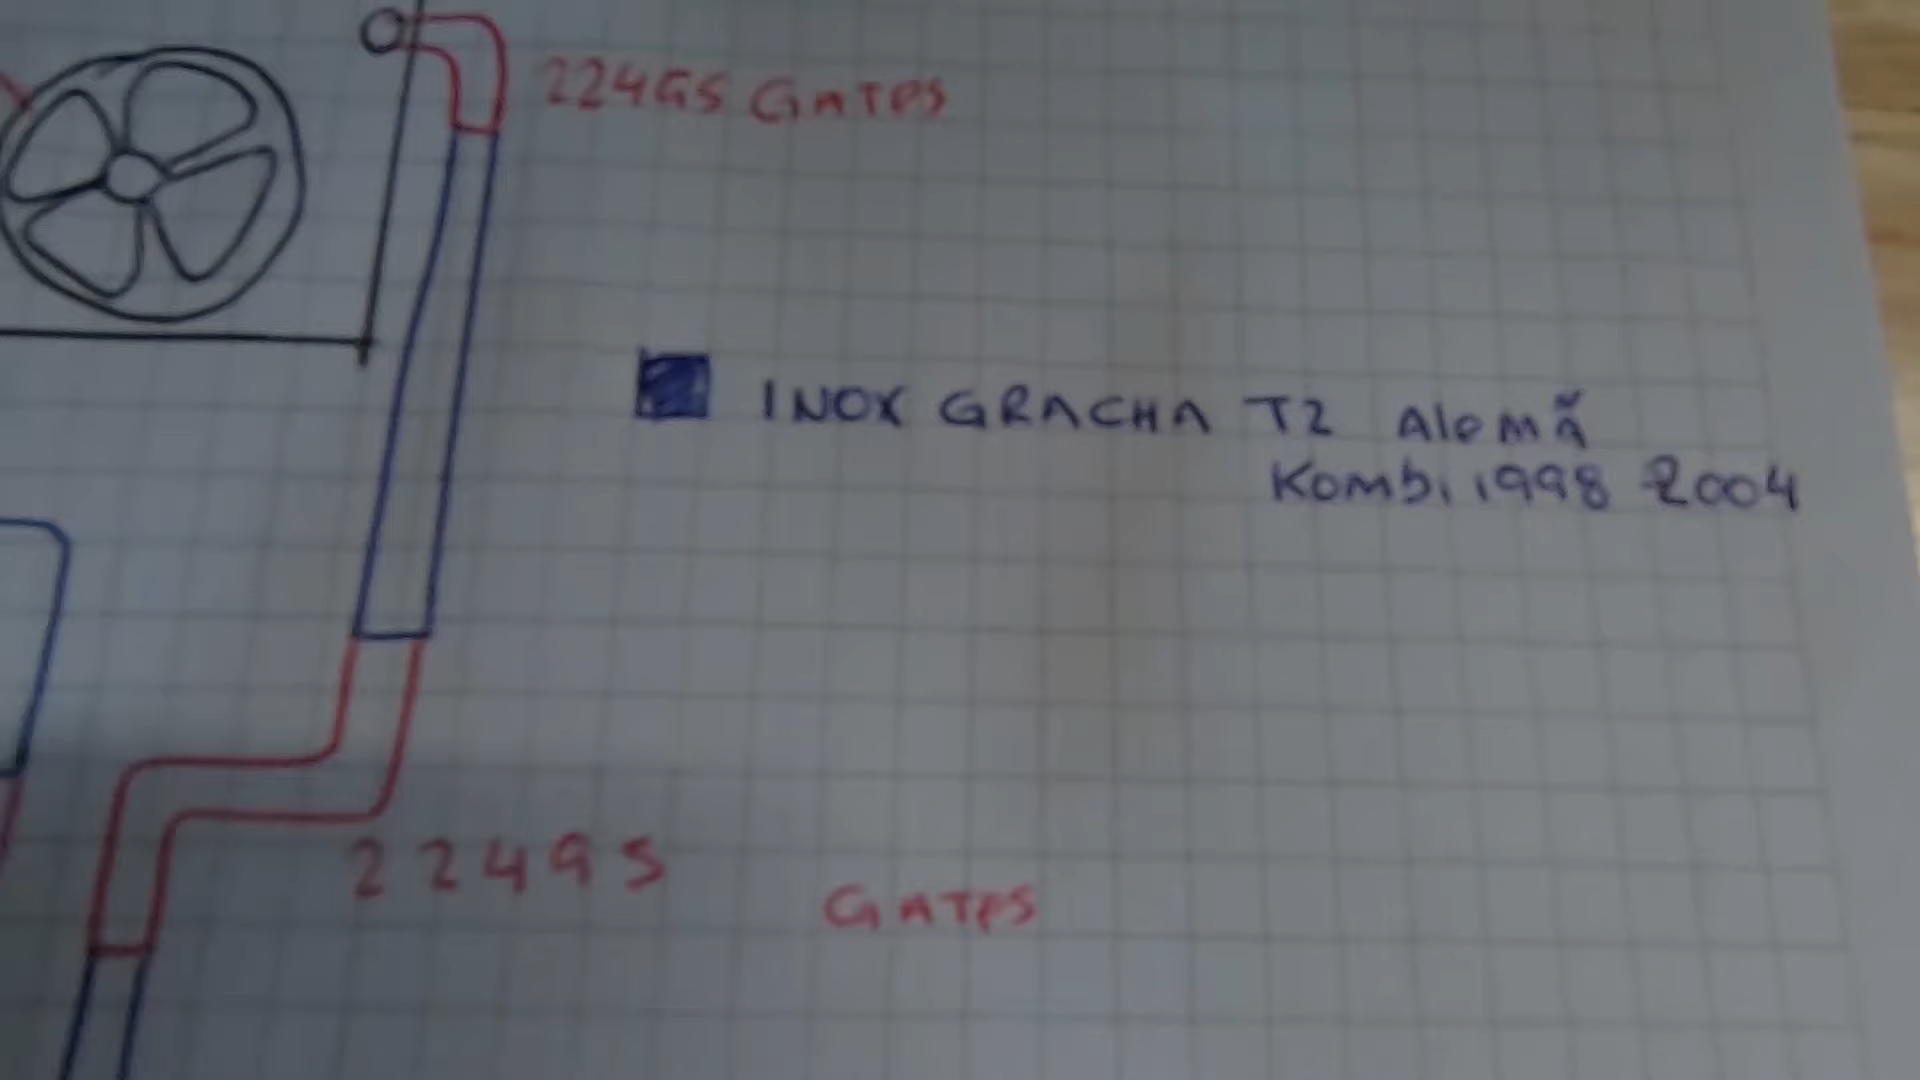 22495 GATES
INOX GRACHA T2 Alemã
Kombi 1998 2004
22495
GATES